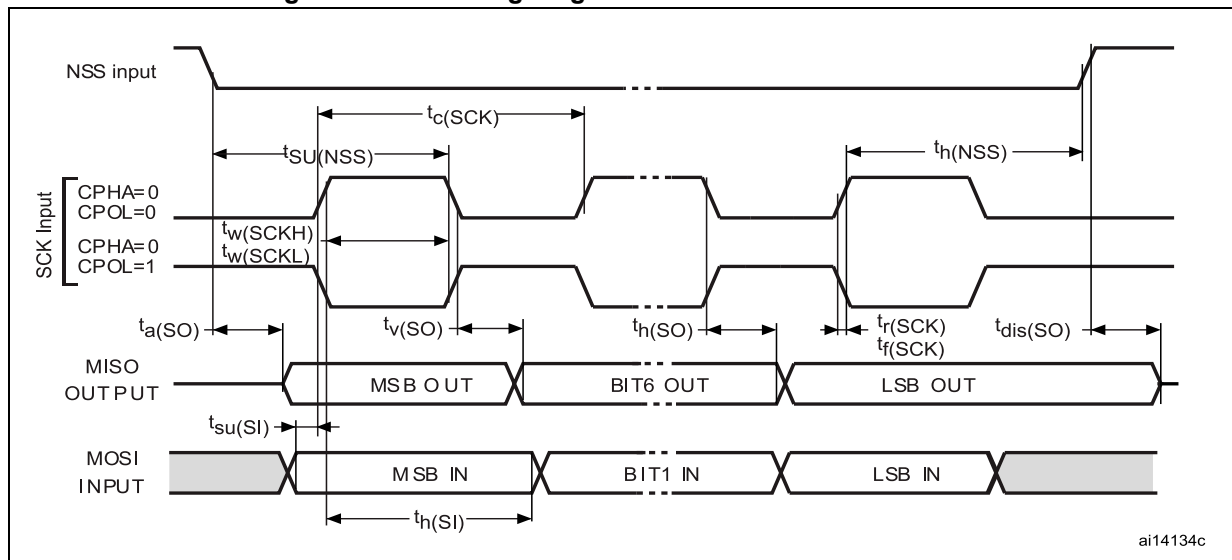 NSS input
tc(SCK)
tSU(NSS)
th(NSS)
SCK Input
CPHA=0
CPOL=0
CPHA=0
CPOL=1
tw(SCKH)
tw(SCKL)
ta(SO)
tv(SO)
th(SO)
tr(SCK)
tf(SCK)
tdis(SO)
MISO
OUTPUT
MSB OUT
BIT6 OUT
LSB OUT
tsu(SI)
MOSI
INPUT
MSB IN
BIT1 IN
LSB IN
th(SI)
ai14134c